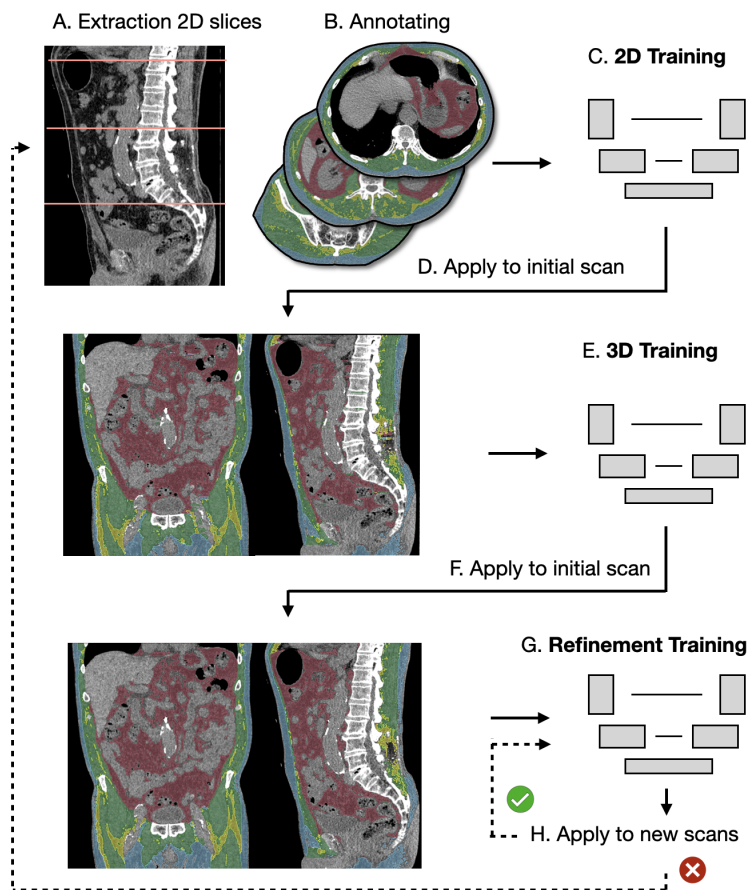 A. Extraction 2D slices
B. Annotating
C. 2D Training
D. Apply to initial scan
E. 3D Training
F. Apply to initial scan
G. Refinement Training
H. Apply to new scans